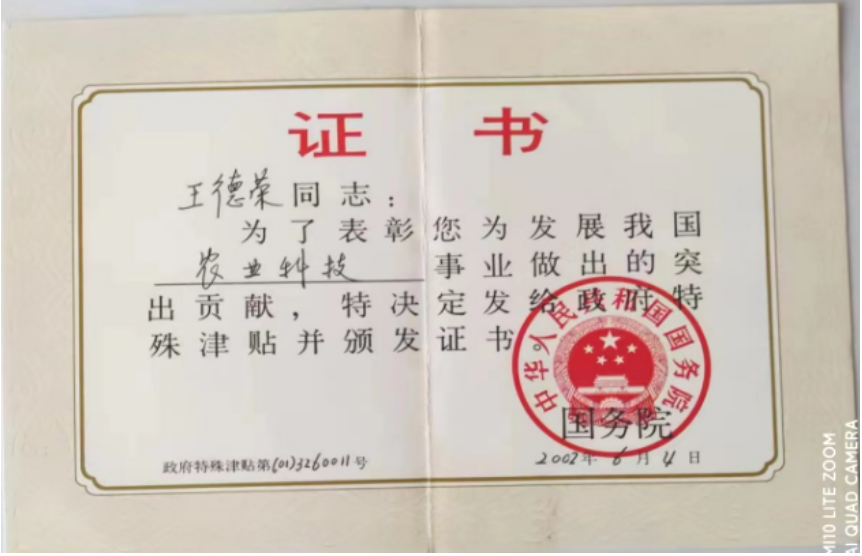 证书
王德荣同志：
为了表彰您为发展我国
农业科技事业做出的突
出贡献，特决定发给政府特
殊津贴并颁发证书。
中华人民共和国国务院
国务院
政府特殊津贴第(01)3260011号
2002年6月4日
MI10 LITE ZOOM
AI QUAD CAMERA